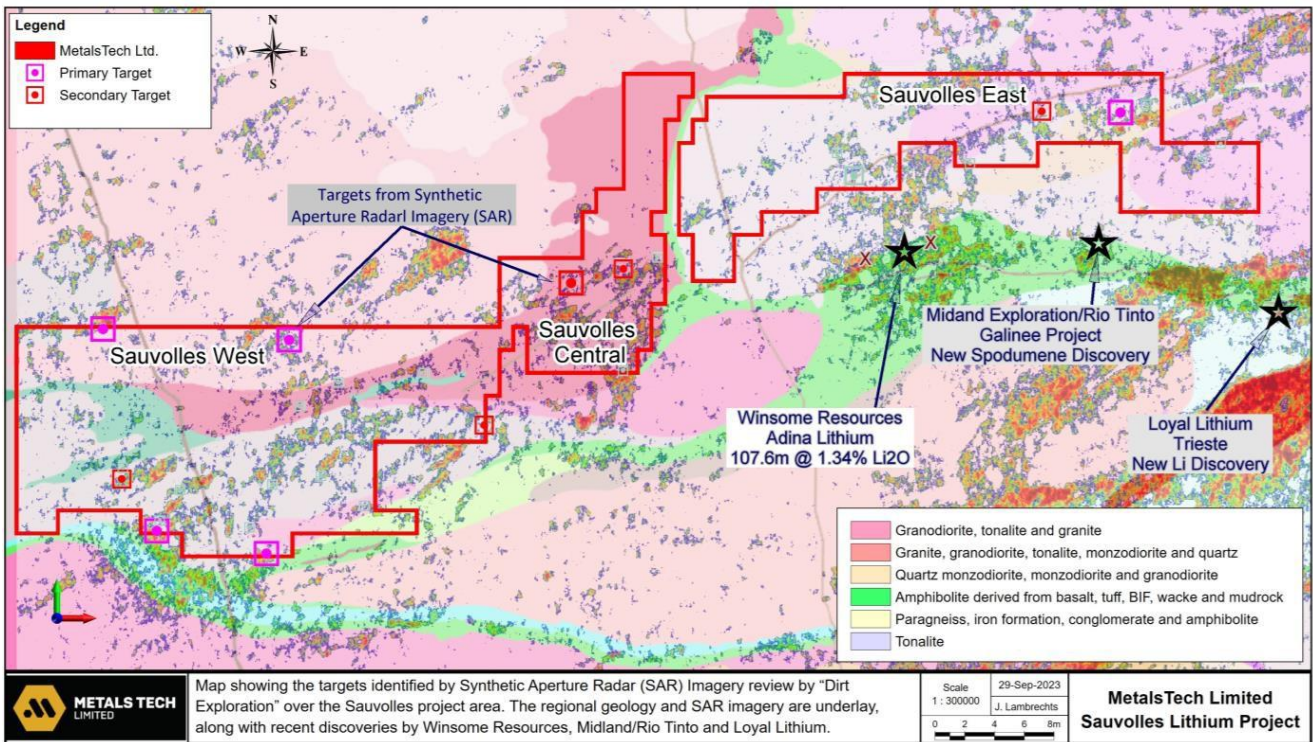 Legend
MetalsTech Ltd.
Primary Target
Secondary Target
N
W E
S
Sauvolles East
Targets from Synthetic
Aperture Radarl Imagery (SAR)
Sauvolles West
Sauvolles
Central
X
X
Midand Exploration/Rio Tinto
Galinee Project
New Spodumene Discovery
Winsome Resources
Adina Lithium
107.6m @ 1.34% Li2O
Loyal Lithium
Trieste
New Li Discovery
Granodiorite, tonalite and granite
Granite, granodiorite, tonalite, monzodiorite and quartz
Quartz monzodiorite, monzodiorite and granodiorite
Amphibolite derived from basalt, tuff, BIF, wacke and mudrock
Paragneiss, iron formation, conglomerate and amphibolite
Tonalite
METALS TECH
LIMITED
Map showing the targets identified by Synthetic Aperture Radar (SAR) Imagery review by “Dirt
Exploration” over the Sauvolles project area. The regional geology and SAR imagery are underlay,
along with recent discoveries by Winsome Resources, Midland/Rio Tinto and Loyal Lithium.
Scale
1 : 300000
29-Sep-2023
J. Lambrechts
0 2 4 6 8m
MetalsTech Limited
Sauvolles Lithium Project